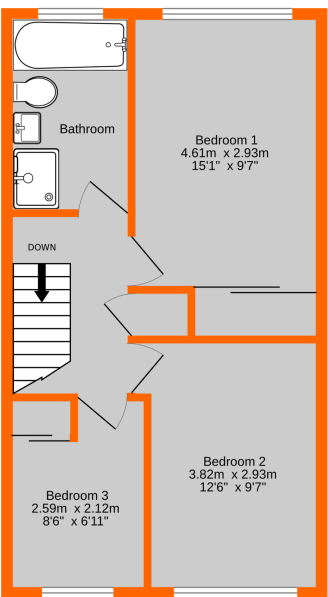 Bathroom
Bedroom 1
4.61m x 2.93m
15'1" x 9'7"
DOWN
Bedroom 2
3.82m x 2.93m
12'6" x 9'7"
Bedroom 3
2.59m x 2.12m
8'6" x 6'11"